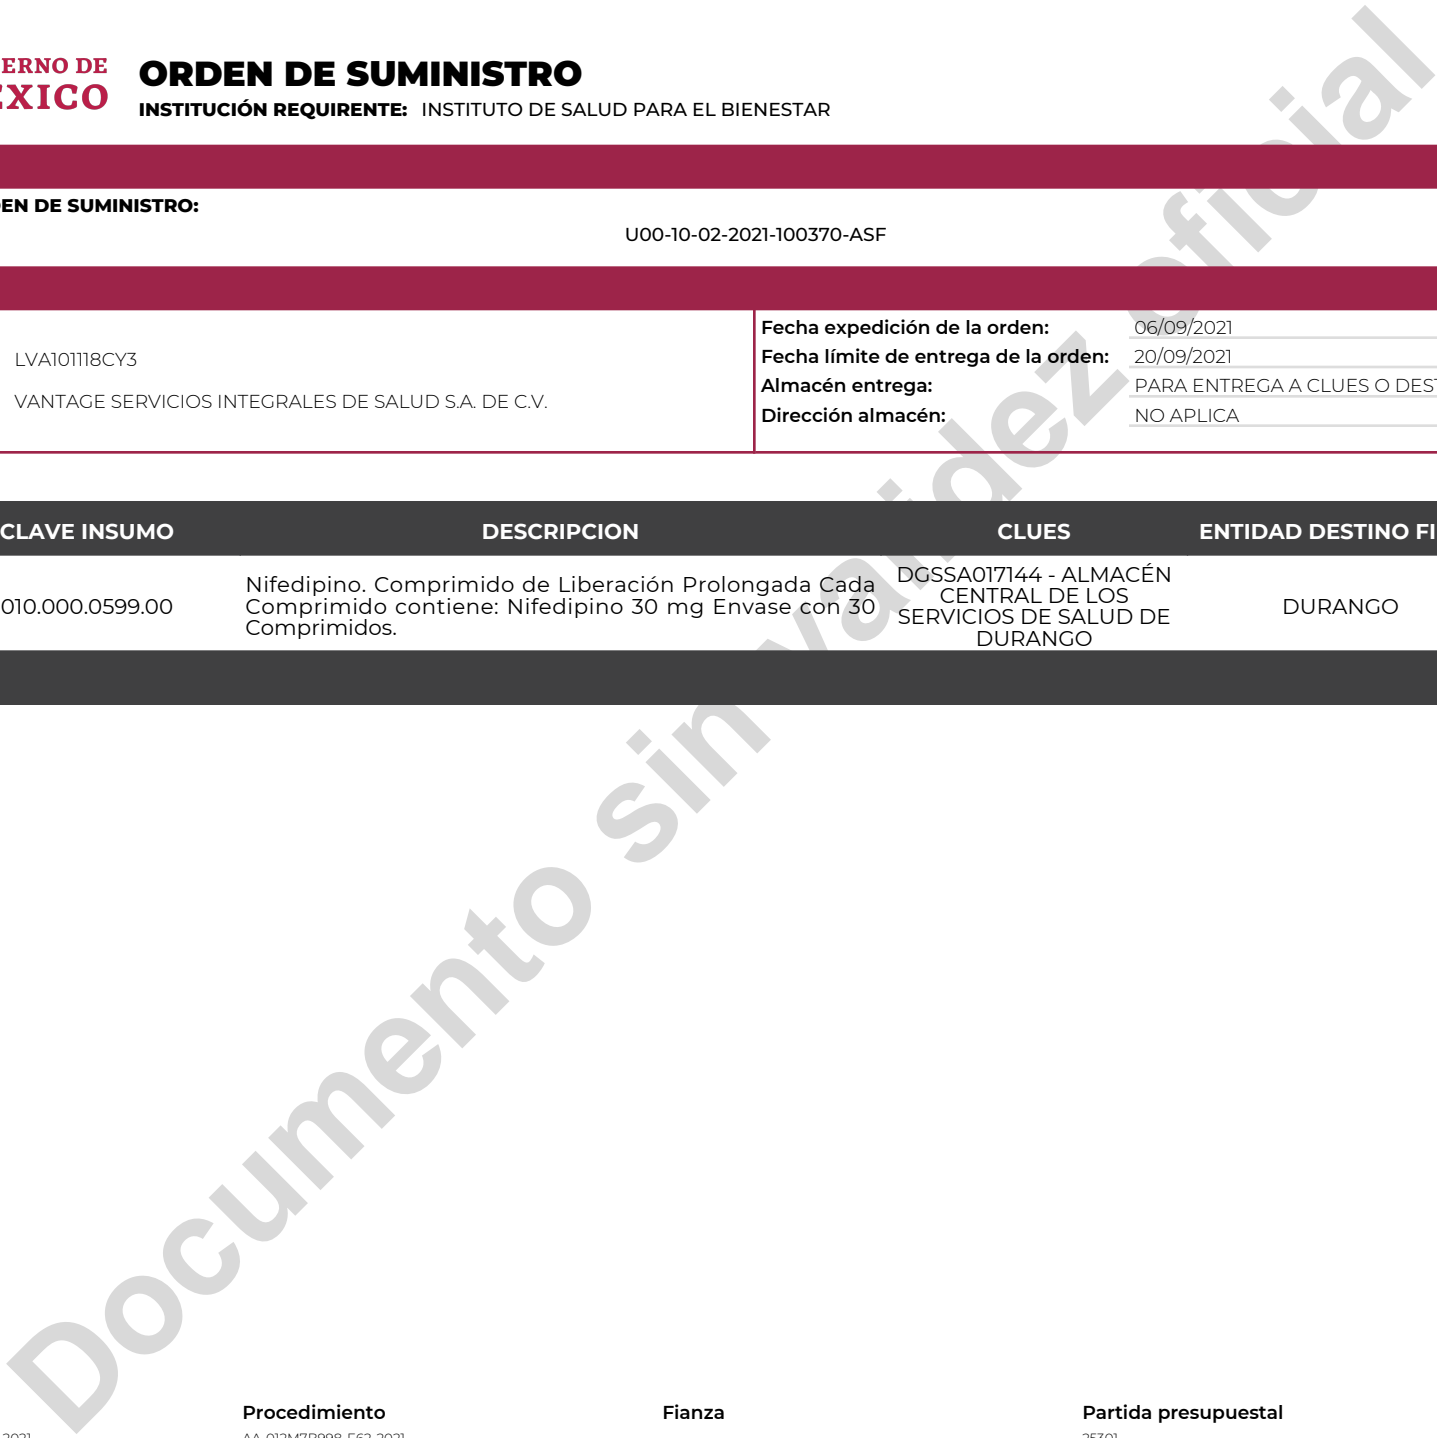 ERNO DE
EXICO
ORDEN DE SUMINISTRO
INSTITUCIÓN REQUIRENTE: INSTITUTO DE SALUD PARA EL BIENESTAR
EN DE SUMINISTRO:
U00-10-02-2021-100370-ASF
LVA101118CY3
VANTAGE SERVICIOS INTEGRALES DE SALUD S.A. DE C.V.
Fecha expedición de la orden: 06/09/2021
Fecha límite de entrega de la orden: 20/09/2021
Almacén entrega: PARA ENTREGA A CLUES O DEST
Dirección almacén: NO APLICA
CLAVE INSUMO DESCRIPCION CLUES ENTIDAD DESTINO FI
010.000.0599.00
Nifedipino. Comprimido de Liberación Prolongada Cada
Comprimido contiene: Nifedipino 30 mg Envase con 30
Comprimidos.
DGSSA017144 - ALMACÉN
CENTRAL DE LOS
SERVICIOS DE SALUD DE
DURANGO
DURANGO
Documento sin validez oficial
Procedimiento Fianza Partida presupuestal